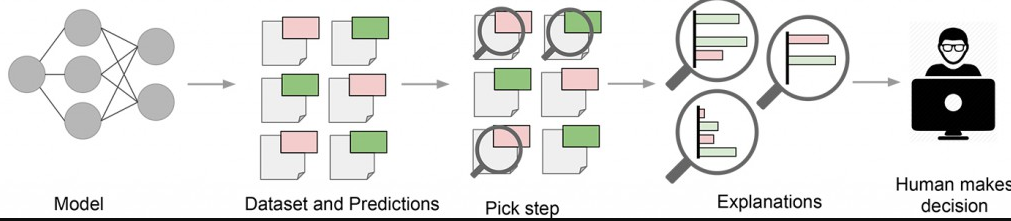 Model
Dataset and Predictions
Pick step
Explanations
Human makes
decision